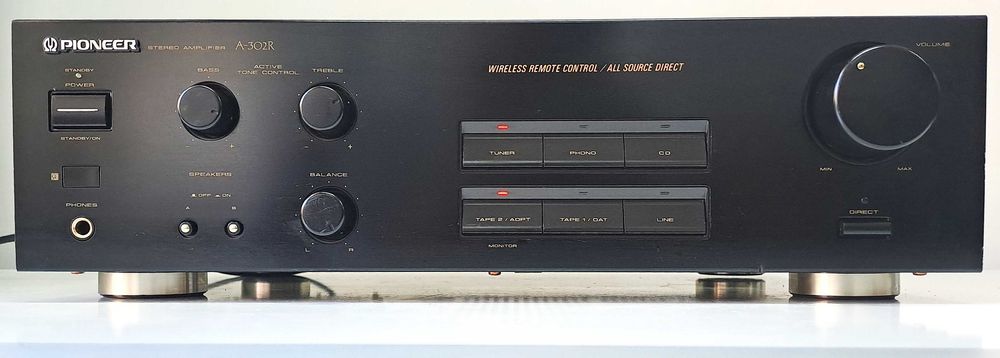 PIONEER STEREO AMPLIFIER A-302R
STANDBY
POWER
STANDBY/ON
PHONES
BASS
- +
ACTIVE
TONE CONTROL
TREBLE
- +
SPEAKERS
OFF ON
A B
BALANCE
L R
WIRELESS REMOTE CONTROL / ALL SOURCE DIRECT
TUNER PHONO CD
TAPE 2 / ADPT TAPE 1 / DAT LINE
MONITOR
VOLUME
MIN MAX
DIRECT